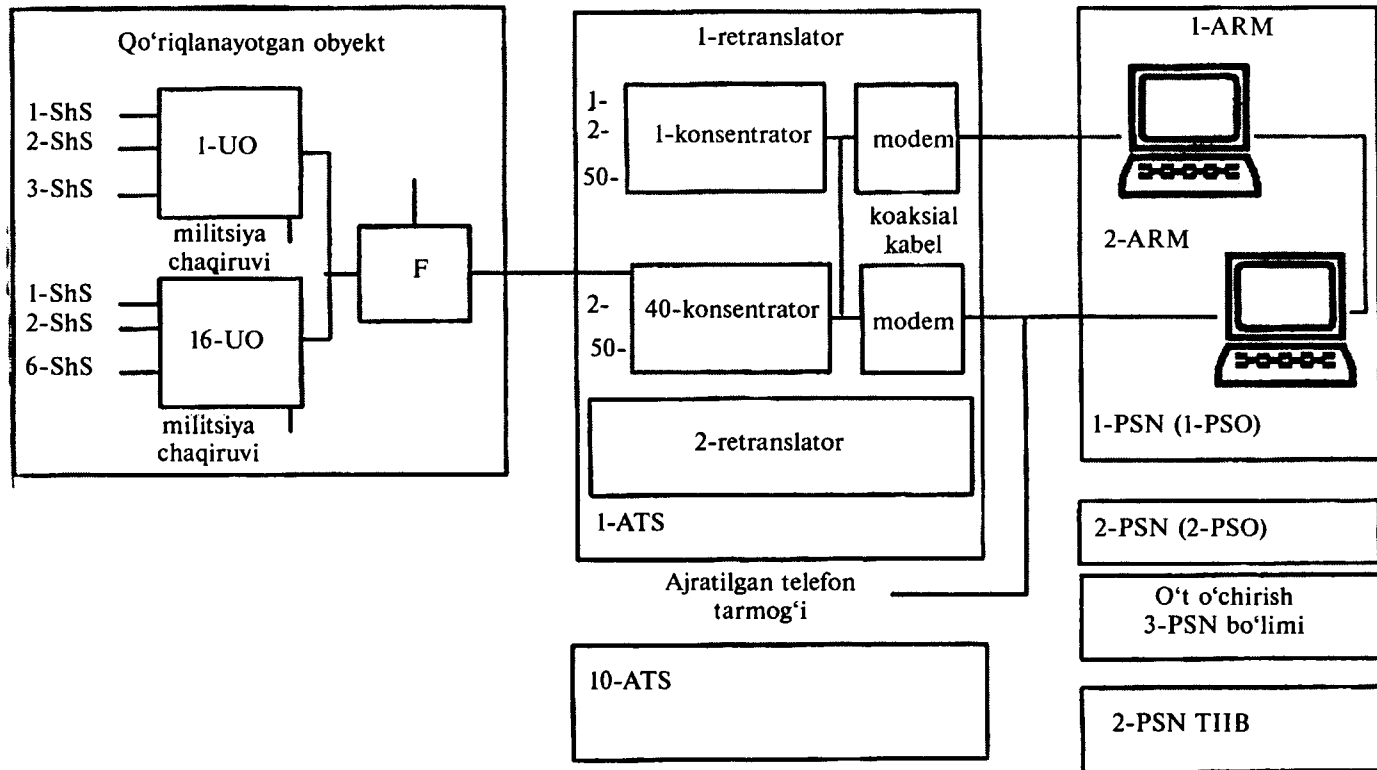 Qo‘riqlanayotgan obyekt
1-ShS
2-ShS
3-ShS
1-UO
militsiya
chaqiruvi
1-ShS
2-ShS
6-ShS
16-UO
militsiya
chaqiruvi
F
1-retranslator
1-
2-
50-
1-konsentrator
modem
koaksial
kabel
2-
50-
40-konsentrator
modem
2-retranslator
1-ATS
Ajratilgan telefon
tarmog‘i
10-ATS
1-ARM
2-ARM
1-PSN (1-PSO)
2-PSN (2-PSO)
O‘t o‘chirish
3-PSN bo‘limi
2-PSN TIIB